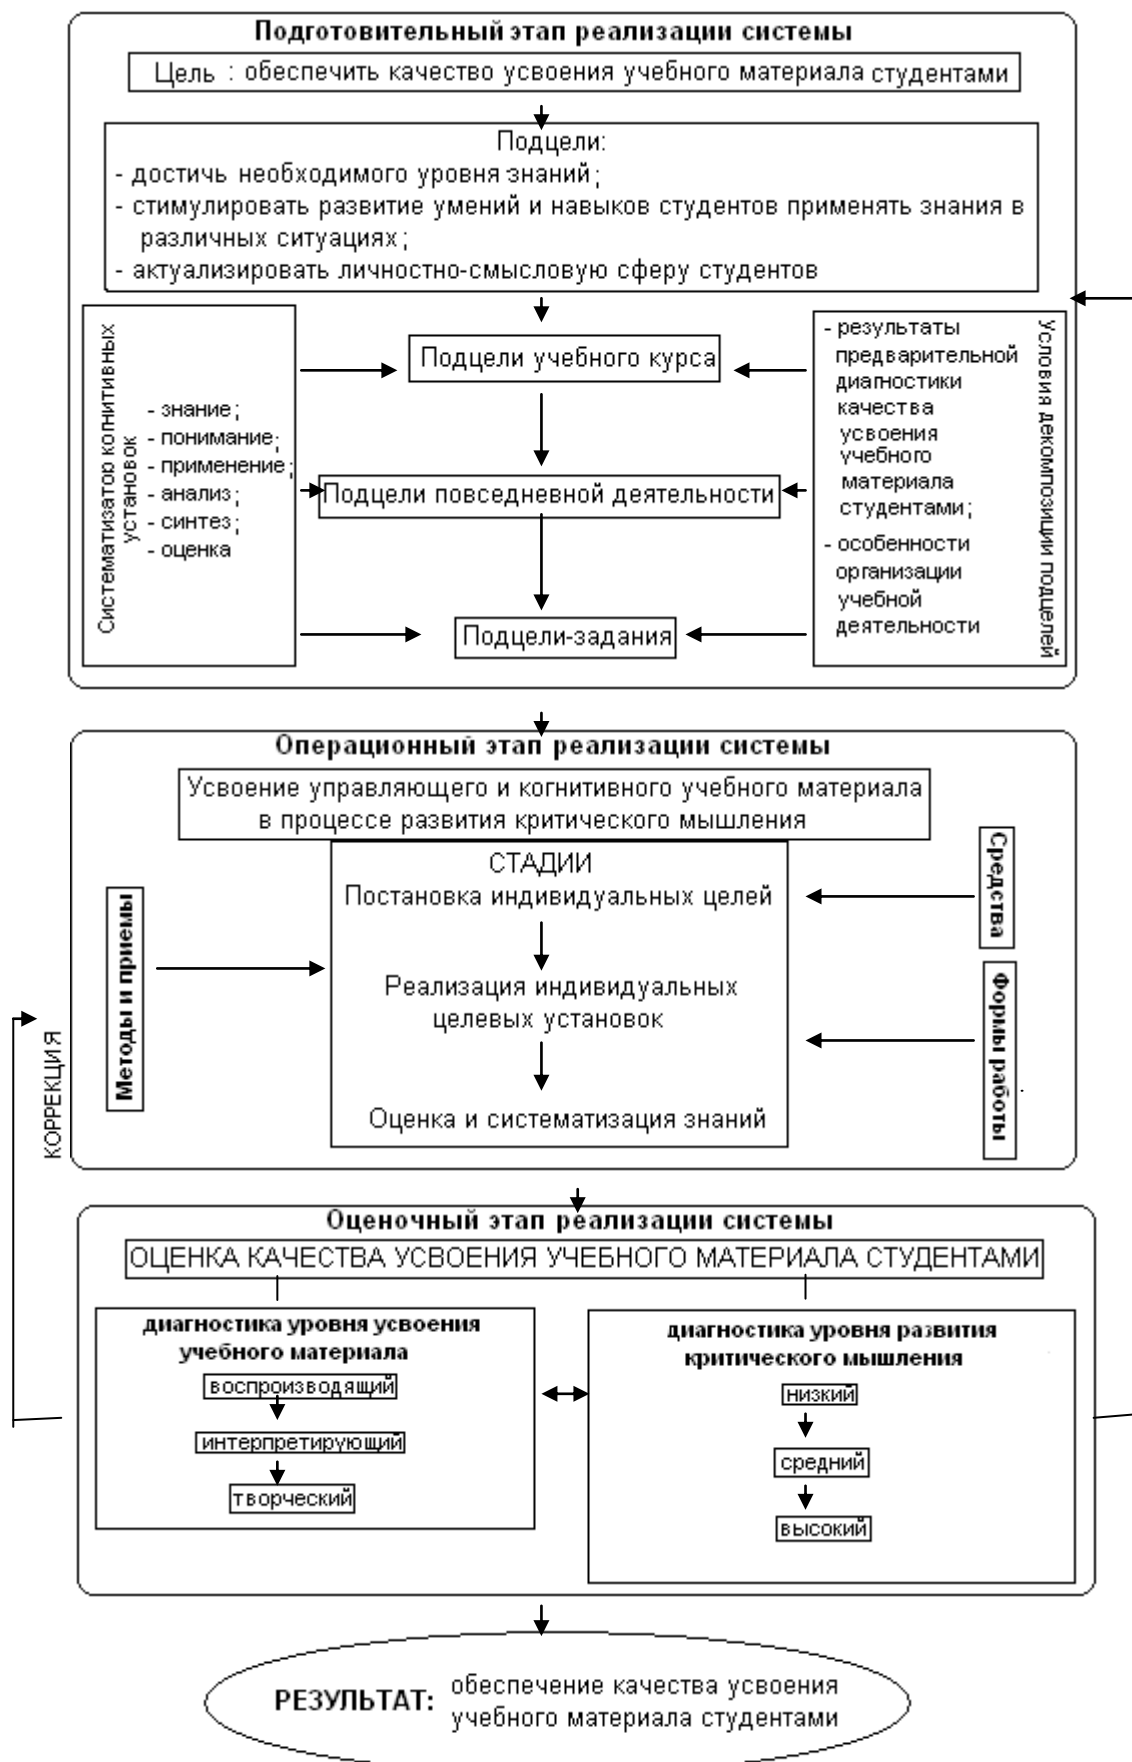 Подготовительный этап реализации системы
Цель : обеспечить качество усвоения учебного материала студентами
Подцели:
- достичь необходимого уровня знаний;
- стимулировать развитие умений и навыков студентов применять знания в
различных ситуациях;
- актуализировать личностно-смысловую сферу студентов
Систематизатор когнитивных
установок
- знание;
- понимание;
- применение;
- анализ;
- синтез;
- оценка
Подцели учебного курса
Подцели повседневной деятельности
Подцели-задания
- результаты
предварительной
диагностики
качества
усвоения
учебного
материала
студентами;
- особенности
организации
учебной
деятельности
Условия декомпозиции подцелей
Операционный этап реализации системы
Усвоение управляющего и когнитивного учебного материала
в процессе развития критического мышления
СТАДИИ
Постановка индивидуальных целей
Реализация индивидуальных
целевых установок
Оценка и систематизация знаний
Методы и приемы
Средства
Формы работы
КОРРЕКЦИЯ
Оценочный этап реализации системы
ОЦЕНКА КАЧЕСТВА УСВОЕНИЯ УЧЕБНОГО МАТЕРИАЛА СТУДЕНТАМИ
диагностика уровня усвоения
учебного материала
воспроизводящий
интерпретирующий
творческий
диагностика уровня развития
критического мышления
низкий
средний
высокий
РЕЗУЛЬТАТ: обеспечение качества усвоения
учебного материала студентами